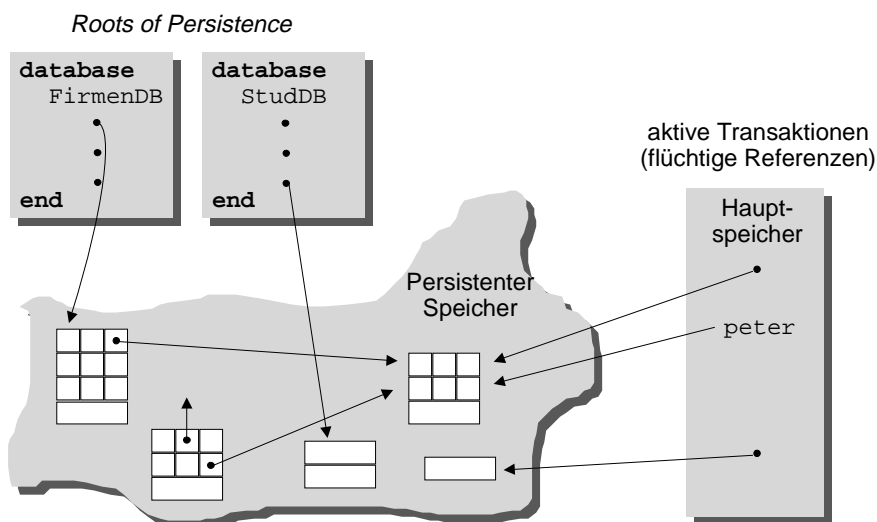 Roots of Persistence
database
FirmenDB
end
database
StudDB
end
aktive Transaktionen
(flüchtige Referenzen)
Haupt-
speicher
peter
Persistenter
Speicher